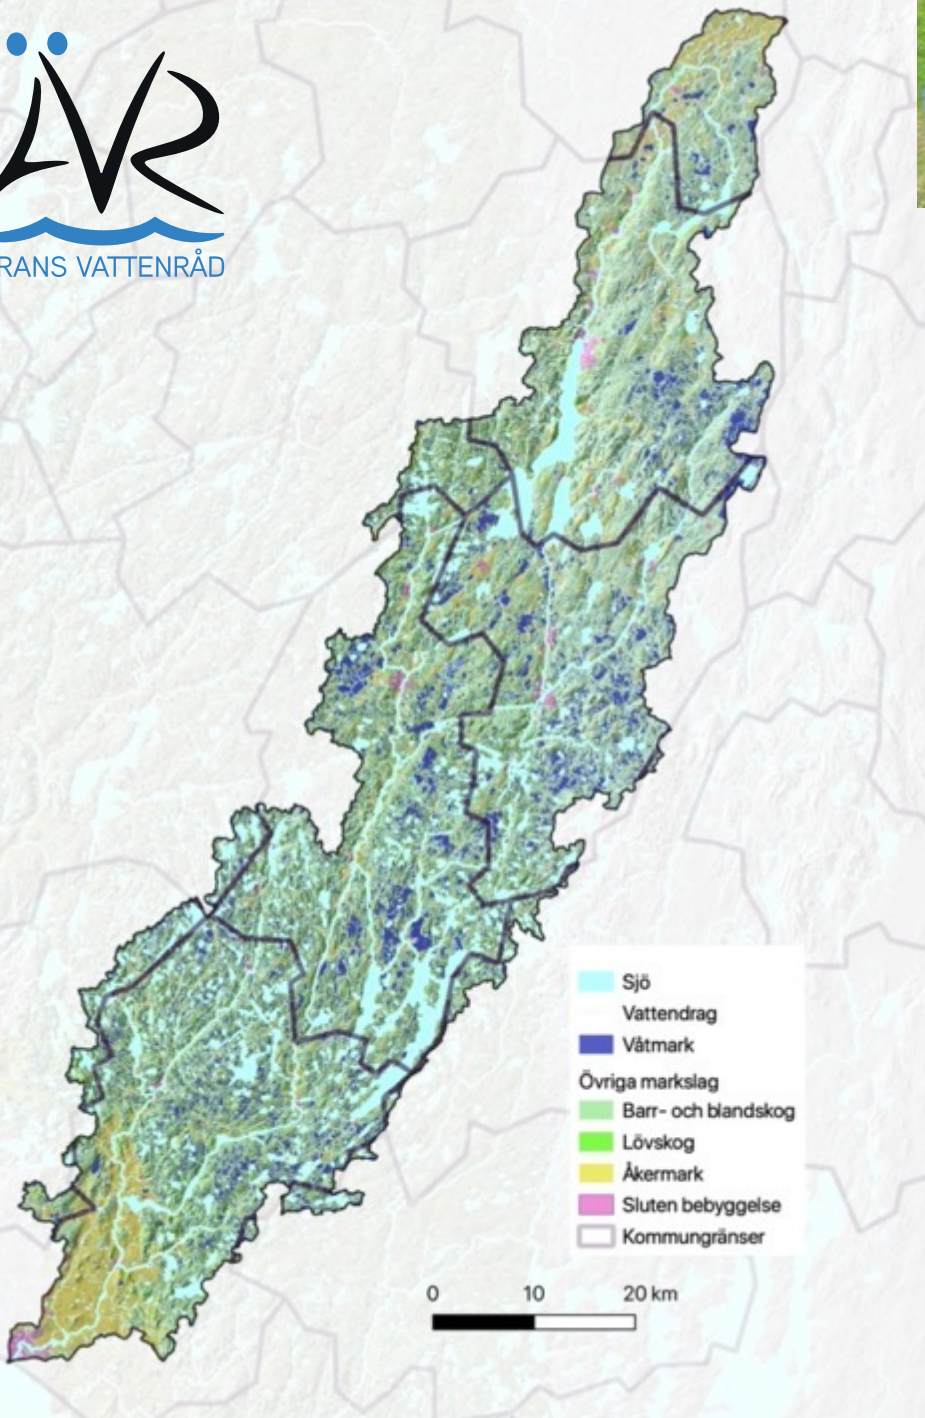 ÄVR
RANS VATTENRÅD
Sjö
Vattendrag
Våtmark
Övriga markslag
Barr- och blandskog
Lövskog
Åkermark
Sluten bebyggelse
Kommungränser
0 10 20 km